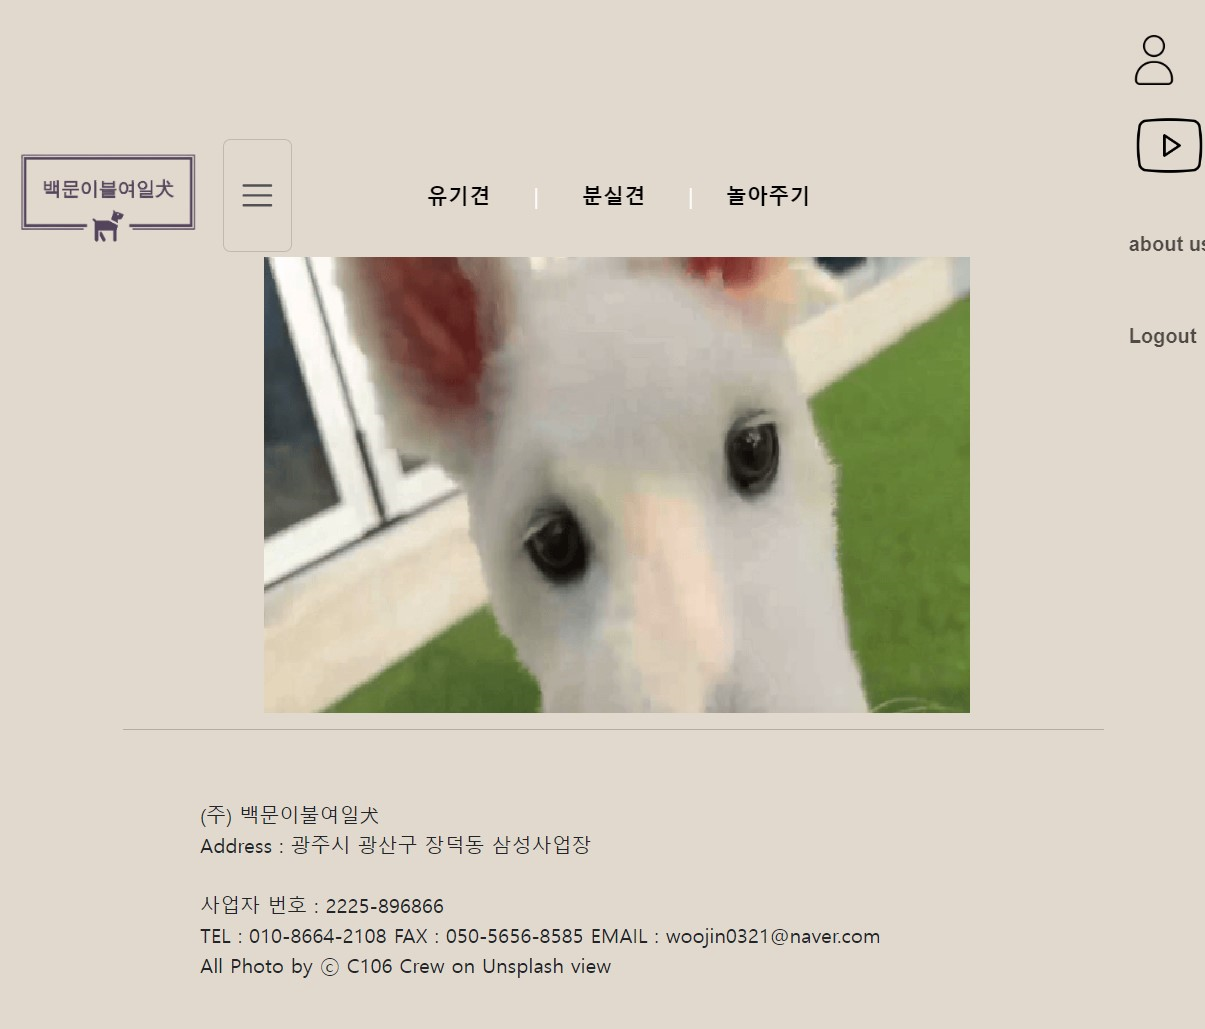 백문이불여일犬
유기견 | 분실견 | 놀아주기
about us
Logout
(주) 백문이불여일犬
Address : 광주시 광산구 장덕동 삼성사업장
사업자 번호 : 2225-896866
TEL : 010-8664-2108 FAX : 050-5656-8585 EMAIL : woojin0321@naver.com
All Photo by ⓒ C106 Crew on Unsplash view